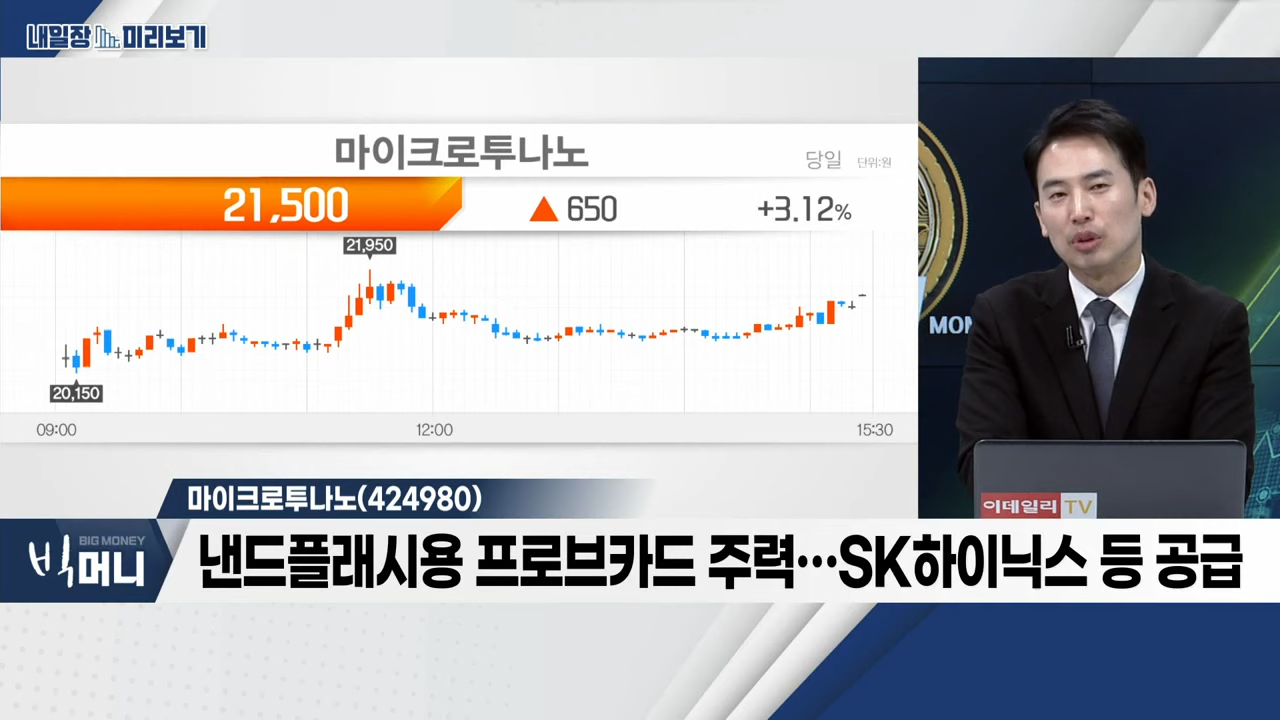 내일장 미리보기
마이크로투나노
당일 단위:원
21,500 ▲ 650 +3.12%
21,950
20,150
09:00 12:00 15:30
MON
이데일리 TV
마이크로투나노(424980)
BIG MONEY
빅머니
낸드플래시용 프로브카드 주력…SK하이닉스 등 공급